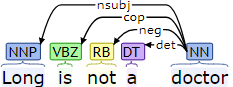 nsubj
cop
neg
det
NNP VBZ RB DT NN
Long is not a doctor